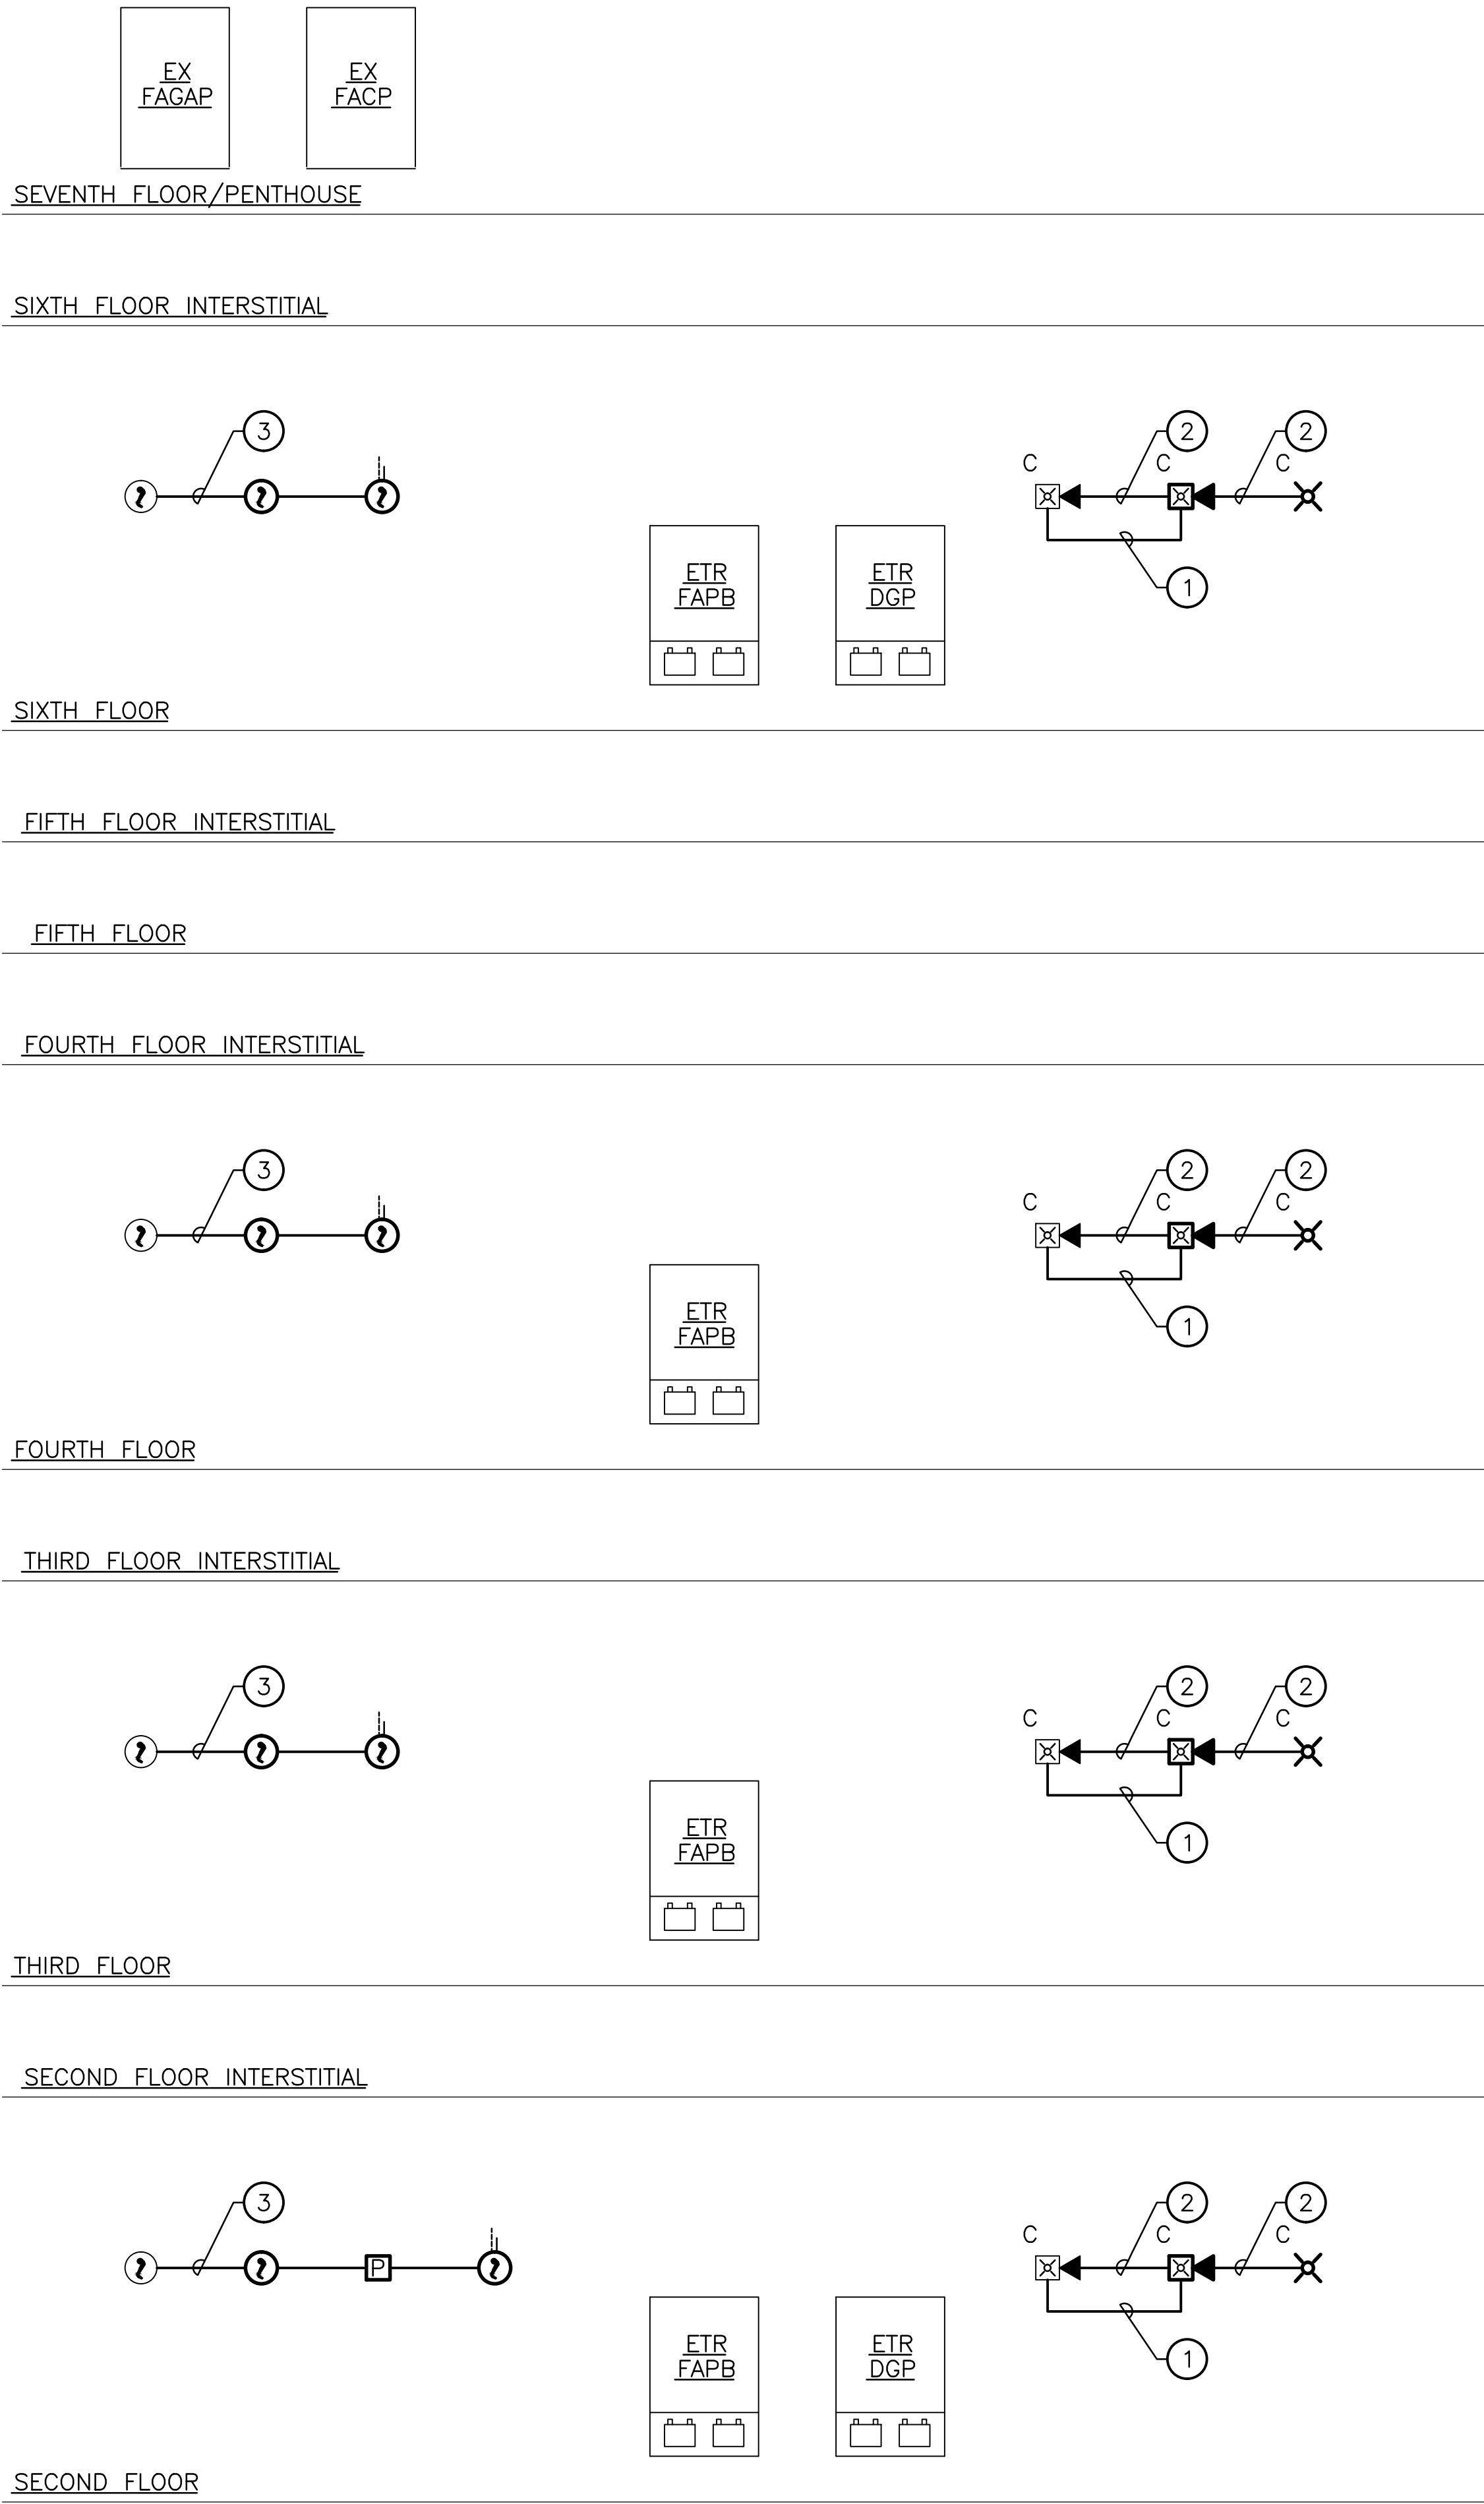 EX
FAGAP
EX
FACP
SEVENTH FLOOR/PENTHOUSE
SIXTH FLOOR INTERSTITIAL
3
2
2
C
C
C
ETR
FAPB
ETR
DGP
1
SIXTH FLOOR
FIFTH FLOOR INTERSTITIAL
FIFTH FLOOR
FOURTH FLOOR INTERSTITIAL
3
2
2
C
C
C
ETR
FAPB
1
FOURTH FLOOR
THIRD FLOOR INTERSTITIAL
3
2
2
C
C
C
ETR
FAPB
1
THIRD FLOOR
SECOND FLOOR INTERSTITIAL
3
2
2
C
C
C
P
ETR
FAPB
ETR
DGP
1
SECOND FLOOR